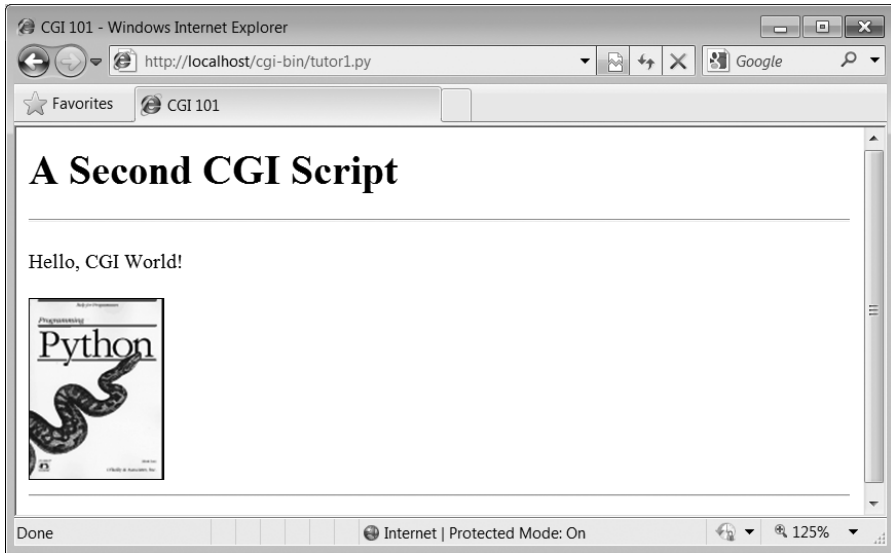 CGI 101 - Windows Internet Explorer
http://localhost/cgi-bin/tutor1.py
Google
Favorites
CGI 101
A Second CGI Script
Hello, CGI World!
Programming
Python
Done
Internet | Protected Mode: On
125%